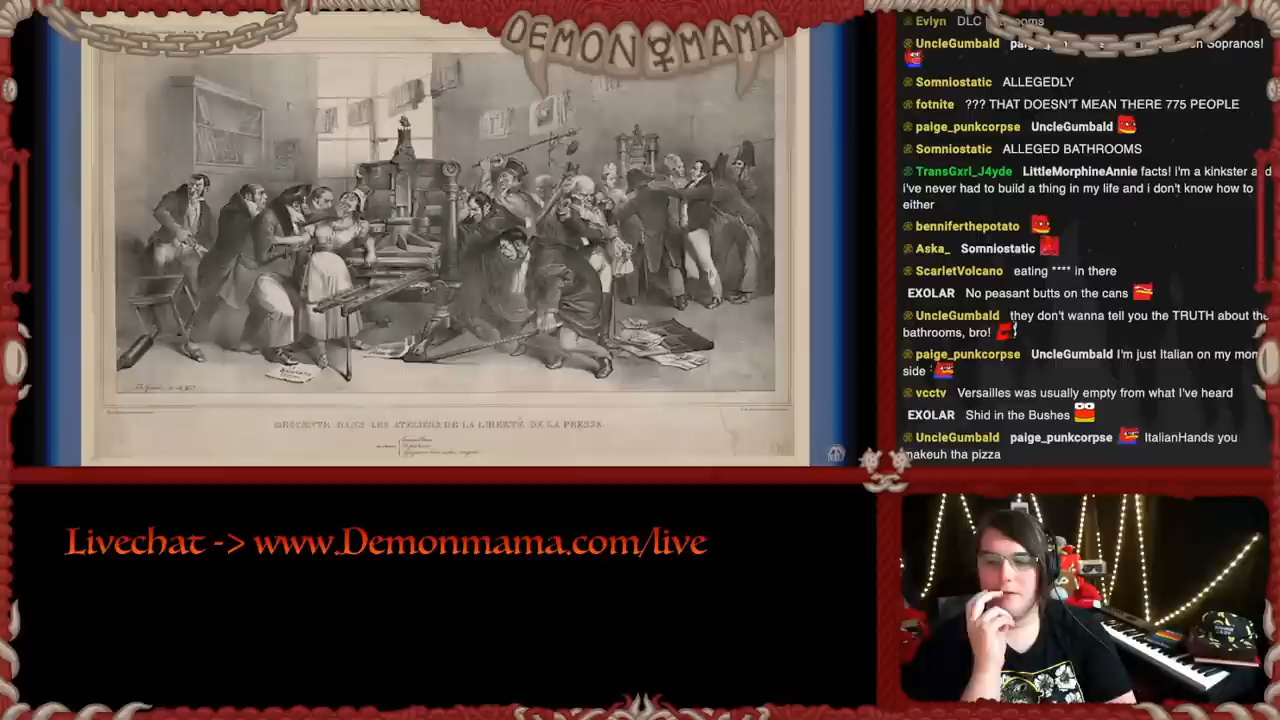 DEMON MAMA
Evlyn DLC
UncleGumbald Sopranos!
Somniostatic ALLEGEDLY
fotnite ??? THAT DOESN'T MEAN THERE 775 PEOPLE
paige_punkcorpse UncleGumbald
Somniostatic ALLEGED BATHROOMS
TransGxrl_J4yde LittleMorphineAnnie facts! i'm a kinkster a d
i've never had to build a thing in my life and i don't know how to
either
benniferthepotato
Aska_ Somniostatic
ScarletVolcano eating **** in there
EXOLAR No peasant butts on the cans
UncleGumbald they don't wanna tell you the TRUTH about the
bathrooms, bro!
paige_punkcorpse UncleGumbald I'm just Italian on my mom
side
vcctv Versailles was usually empty from what I've heard
EXOLAR Shid in the Bushes
UncleGumbald paige_punkcorpse ItalianHands you
makeuh tha pizza
DESCENTE DANS LES ATELIERS DE LA LIBERTÉ DE LA PRESSE.
Livechat -> www.Demonmama.com/live